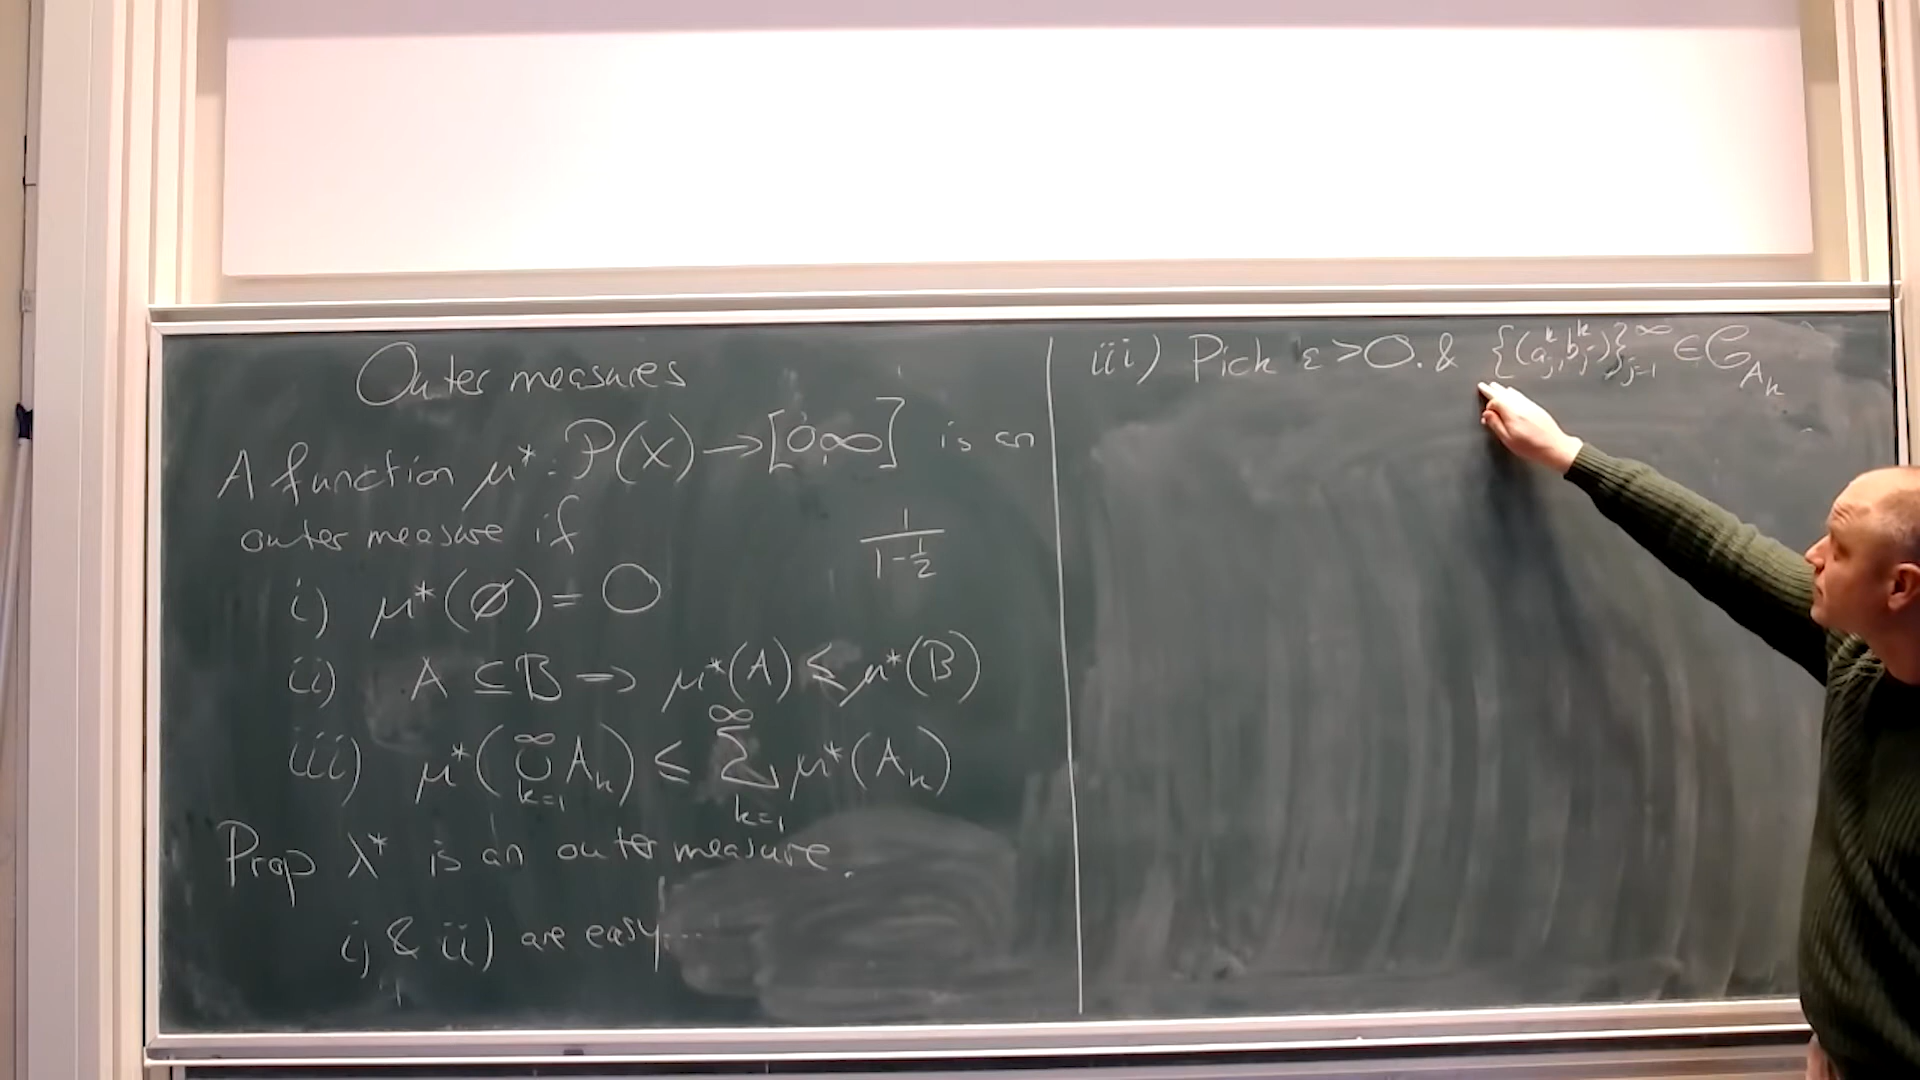 Outer measures
A function μ*: P(X) → [0,∞] is an
outer measure if
1/(1-1/2)
i) μ*(∅) = 0
ii) A ⊆ B → μ*(A) ≤ μ*(B)
iii) μ*(∪_{k=1}^∞ A_k) ≤ ∑_{k=1}^∞ μ*(A_k)
Prop λ* is an outer measure.
i) & ii) are easy...
iii) Pick ε > 0. & {(a_j^k, b_j^k)}_{j=1}^∞ ∈ C_{A_k}